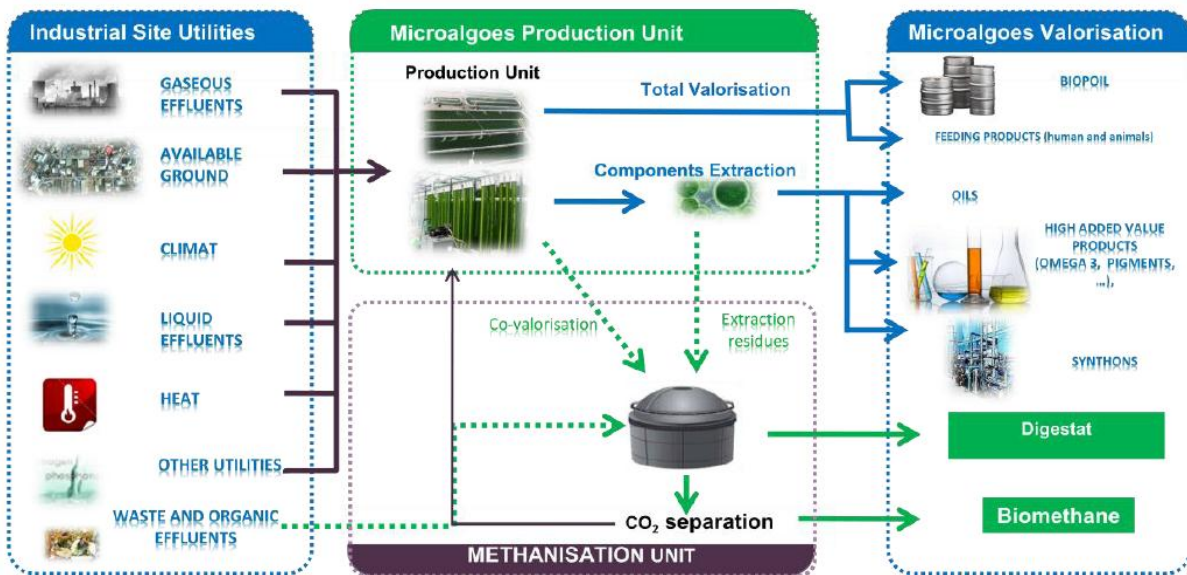 Industrial Site Utilities
GASEOUS
EFFLUENTS
AVAILABLE
GROUND
CLIMAT
LIQUID
EFFLUENTS
HEAT
OTHER UTILITIES
WASTE AND ORGANIC
EFFLUENTS
Microalgoes Production Unit
Production Unit
Total Valorisation
Components Extraction
Co-valorisation
Extraction
residues
CO₂ separation
METHANISATION UNIT
Microalgoes Valorisation
BIOPOIL
FEEDING PRODUCTS (human and animals)
OILS
HIGH ADDED VALUE
PRODUCTS
(OMEGA 3, PIGMENTS,
...),
SYNTHONS
Digestat
Biomethane